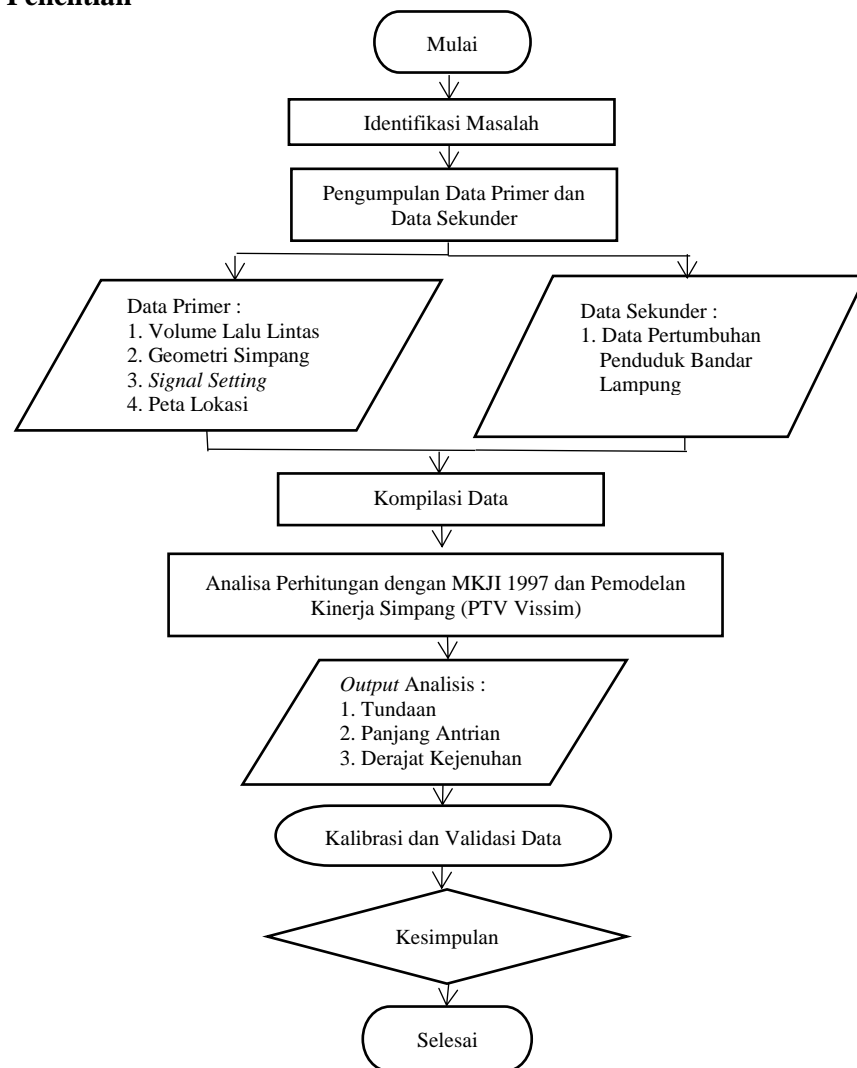 Penelitian
Mulai
Identifikasi Masalah
Pengumpulan Data Primer dan
Data Sekunder
Data Primer :
1. Volume Lalu Lintas
2. Geometri Simpang
3. Signal Setting
4. Peta Lokasi
Data Sekunder :
1. Data Pertumbuhan
Penduduk Bandar
Lampung
Kompilasi Data
Analisa Perhitungan dengan MKJI 1997 dan Pemodelan
Kinerja Simpang (PTV Vissim)
Output Analisis :
1. Tundaan
2. Panjang Antrian
3. Derajat Kejenuhan
Kalibrasi dan Validasi Data
Kesimpulan
Selesai